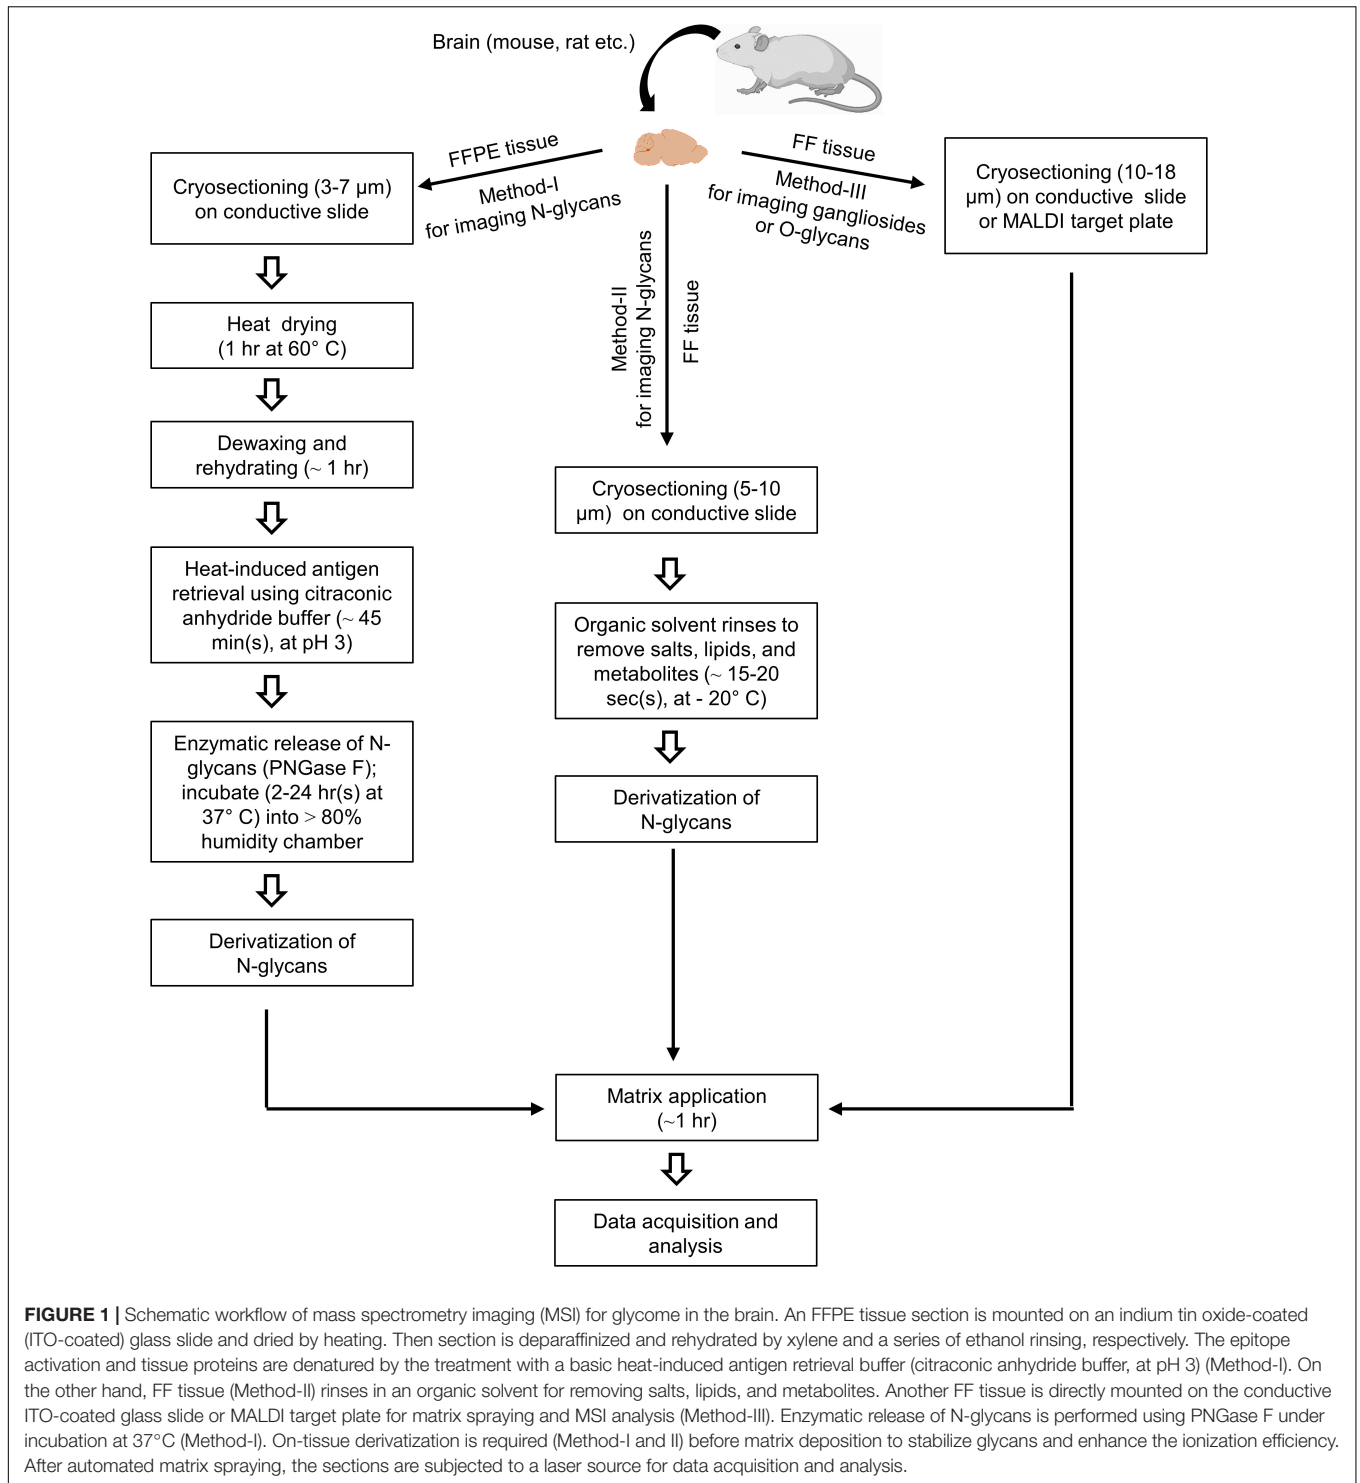 Brain (mouse, rat etc.)
FFPE tissue
Method-I
for imaging N-glycans
FF tissue
Method-III
for imaging gangliosides
or O-glycans
Method-II
for imaging N-glycans
FF tissue
Cryosectioning (3-7 µm)
on conductive slide
Heat drying
(1 hr at 60° C)
Dewaxing and
rehydrating (~ 1 hr)
Heat-induced antigen
retrieval using citraconic
anhydride buffer (~ 45
min(s), at pH 3)
Enzymatic release of N-
glycans (PNGase F);
incubate (2-24 hr(s) at
37° C) into > 80%
humidity chamber
Derivatization of
N-glycans
Cryosectioning (5-10
µm) on conductive slide
Organic solvent rinses to
remove salts, lipids, and
metabolites (~ 15-20
sec(s), at - 20° C)
Derivatization of
N-glycans
Cryosectioning (10-18
µm) on conductive slide
or MALDI target plate
Matrix application
(~1 hr)
Data acquisition and
analysis
FIGURE 1 | Schematic workflow of mass spectrometry imaging (MSI) for glycome in the brain. An FFPE tissue section is mounted on an indium tin oxide-coated
(ITO-coated) glass slide and dried by heating. Then section is deparaffinized and rehydrated by xylene and a series of ethanol rinsing, respectively. The epitope
activation and tissue proteins are denatured by the treatment with a basic heat-induced antigen retrieval buffer (citraconic anhydride buffer, at pH 3) (Method-I). On
the other hand, FF tissue (Method-II) rinses in an organic solvent for removing salts, lipids, and metabolites. Another FF tissue is directly mounted on the conductive
ITO-coated glass slide or MALDI target plate for matrix spraying and MSI analysis (Method-III). Enzymatic release of N-glycans is performed using PNGase F under
incubation at 37°C (Method-I). On-tissue derivatization is required (Method-I and II) before matrix deposition to stabilize glycans and enhance the ionization efficiency.
After automated matrix spraying, the sections are subjected to a laser source for data acquisition and analysis.